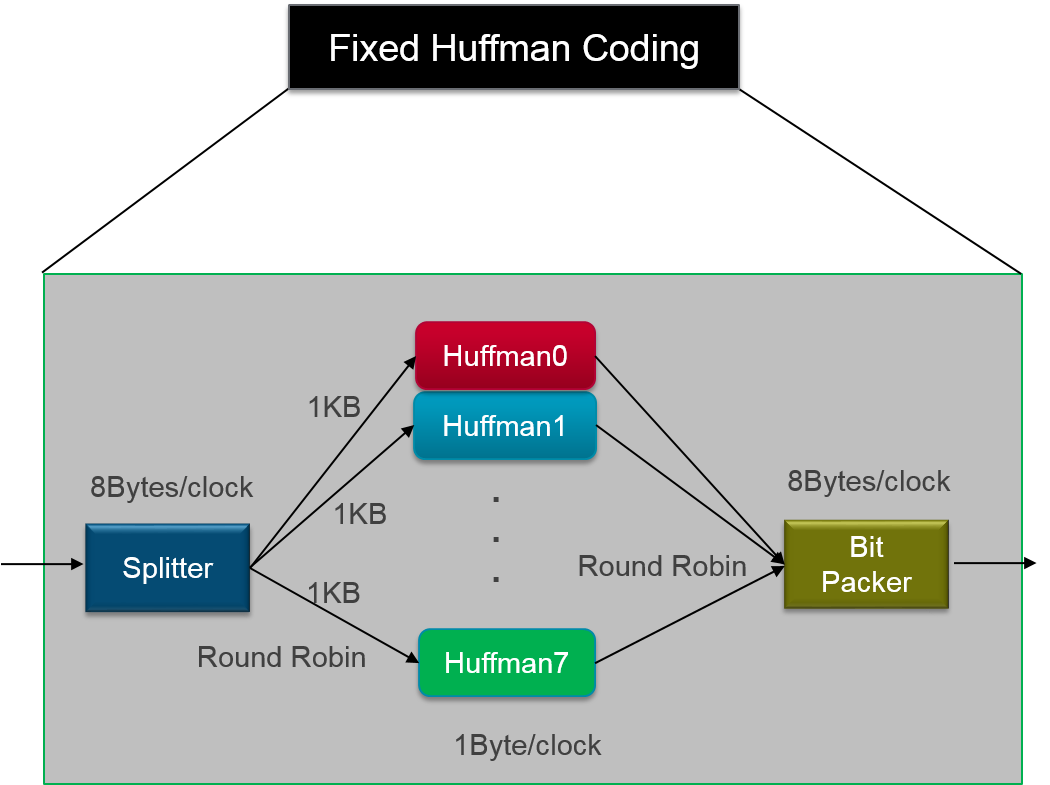 Fixed Huffman Coding
Huffman0
1KB
Huffman1
8Bytes/clock
8Bytes/clock
1KB
.
.
.
Splitter
Bit
Packer
Round Robin
1KB
Round Robin
Huffman7
1Byte/clock